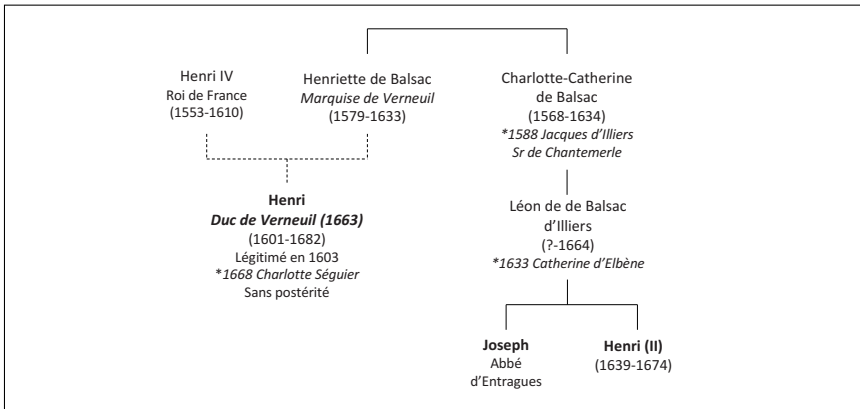 Henri IV
Roi de France
(1553-1610)
Henriette de Balsac
Marquise de Verneuil
(1579-1633)
Charlotte-Catherine
de Balsac
(1568-1634)
*1588 Jacques d’Illiers
Sr de Chantemerle
Henri
Duc de Verneuil (1663)
(1601-1682)
Légitimé en 1603
*1668 Charlotte Séguier
Sans postérité
Léon de de Balsac
d’Illiers
(?-1664)
*1633 Catherine d’Elbène
Joseph
Abbé
d’Entragues
Henri (II)
(1639-1674)